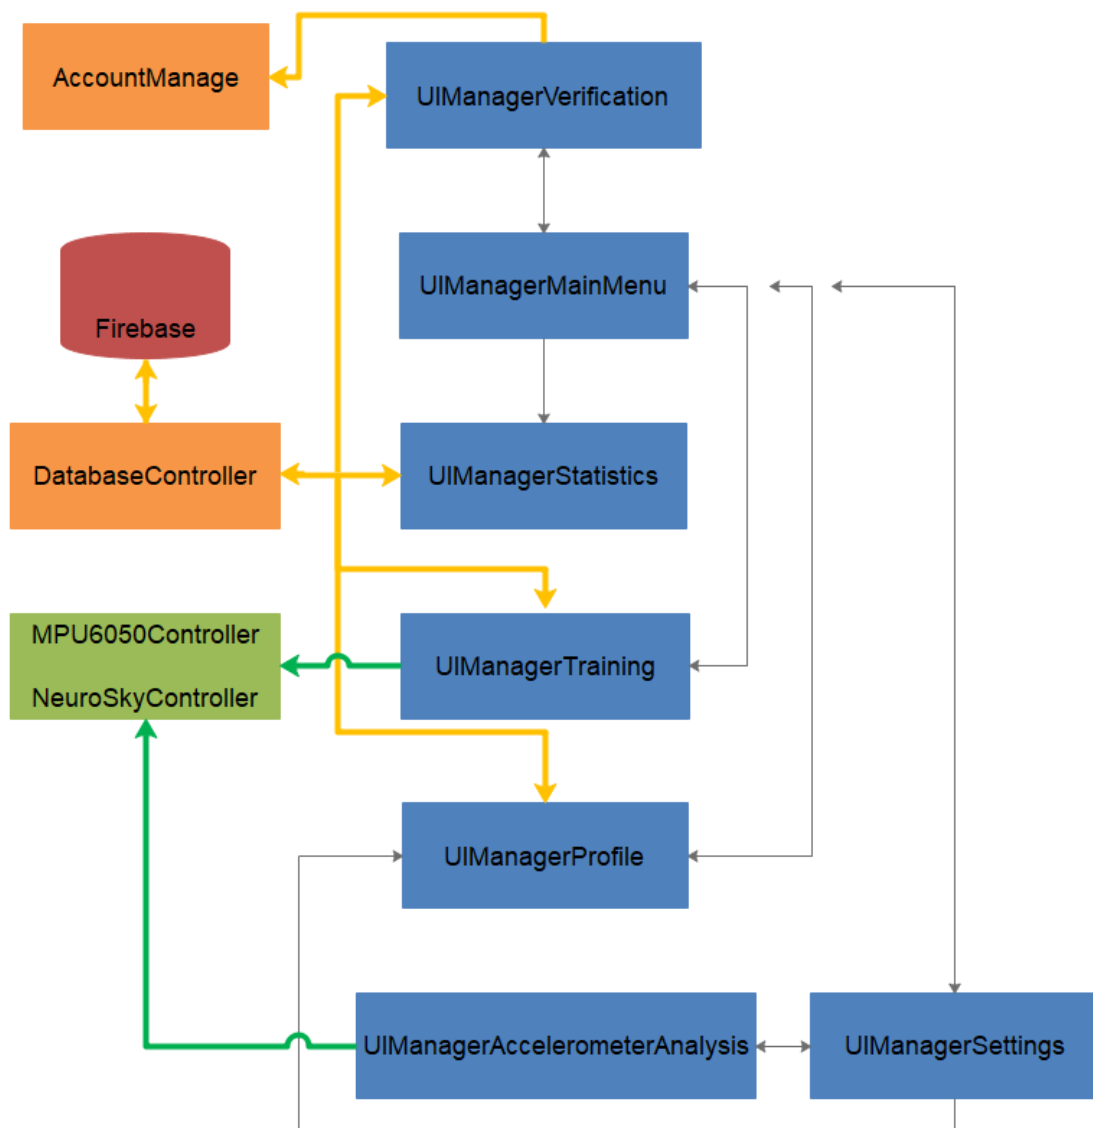 AccountManage
UIManagerVerification
UIManagerMainMenu
Firebase
DatabaseController
UIManagerStatistics
MPU6050Controller
NeuroSkyController
UIManagerTraining
UIManagerProfile
UIManagerAccelerometerAnalysis
UIManagerSettings